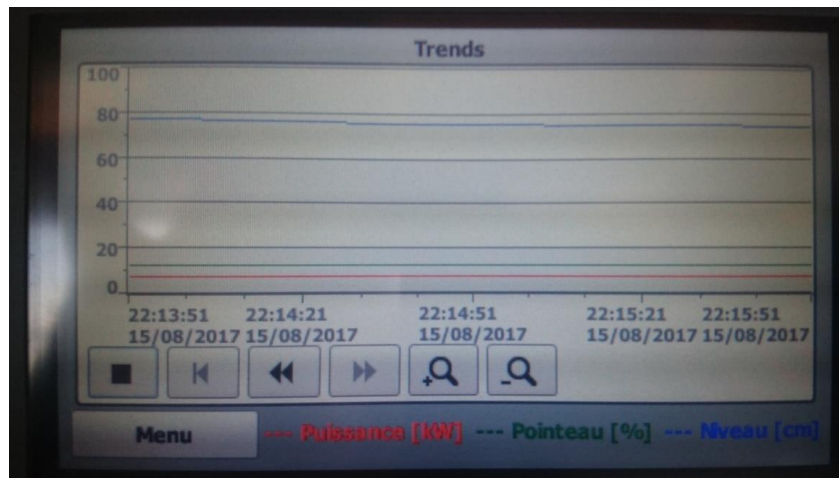 Trends
100
80
60
40
20
0
22:13:51 22:14:21 22:14:51 22:15:21 22:15:51
15/08/2017 15/08/2017 15/08/2017 15/08/2017 15/08/2017
Menu --- Puissance [kW] --- Pointeau [%] --- Niveau [cm]